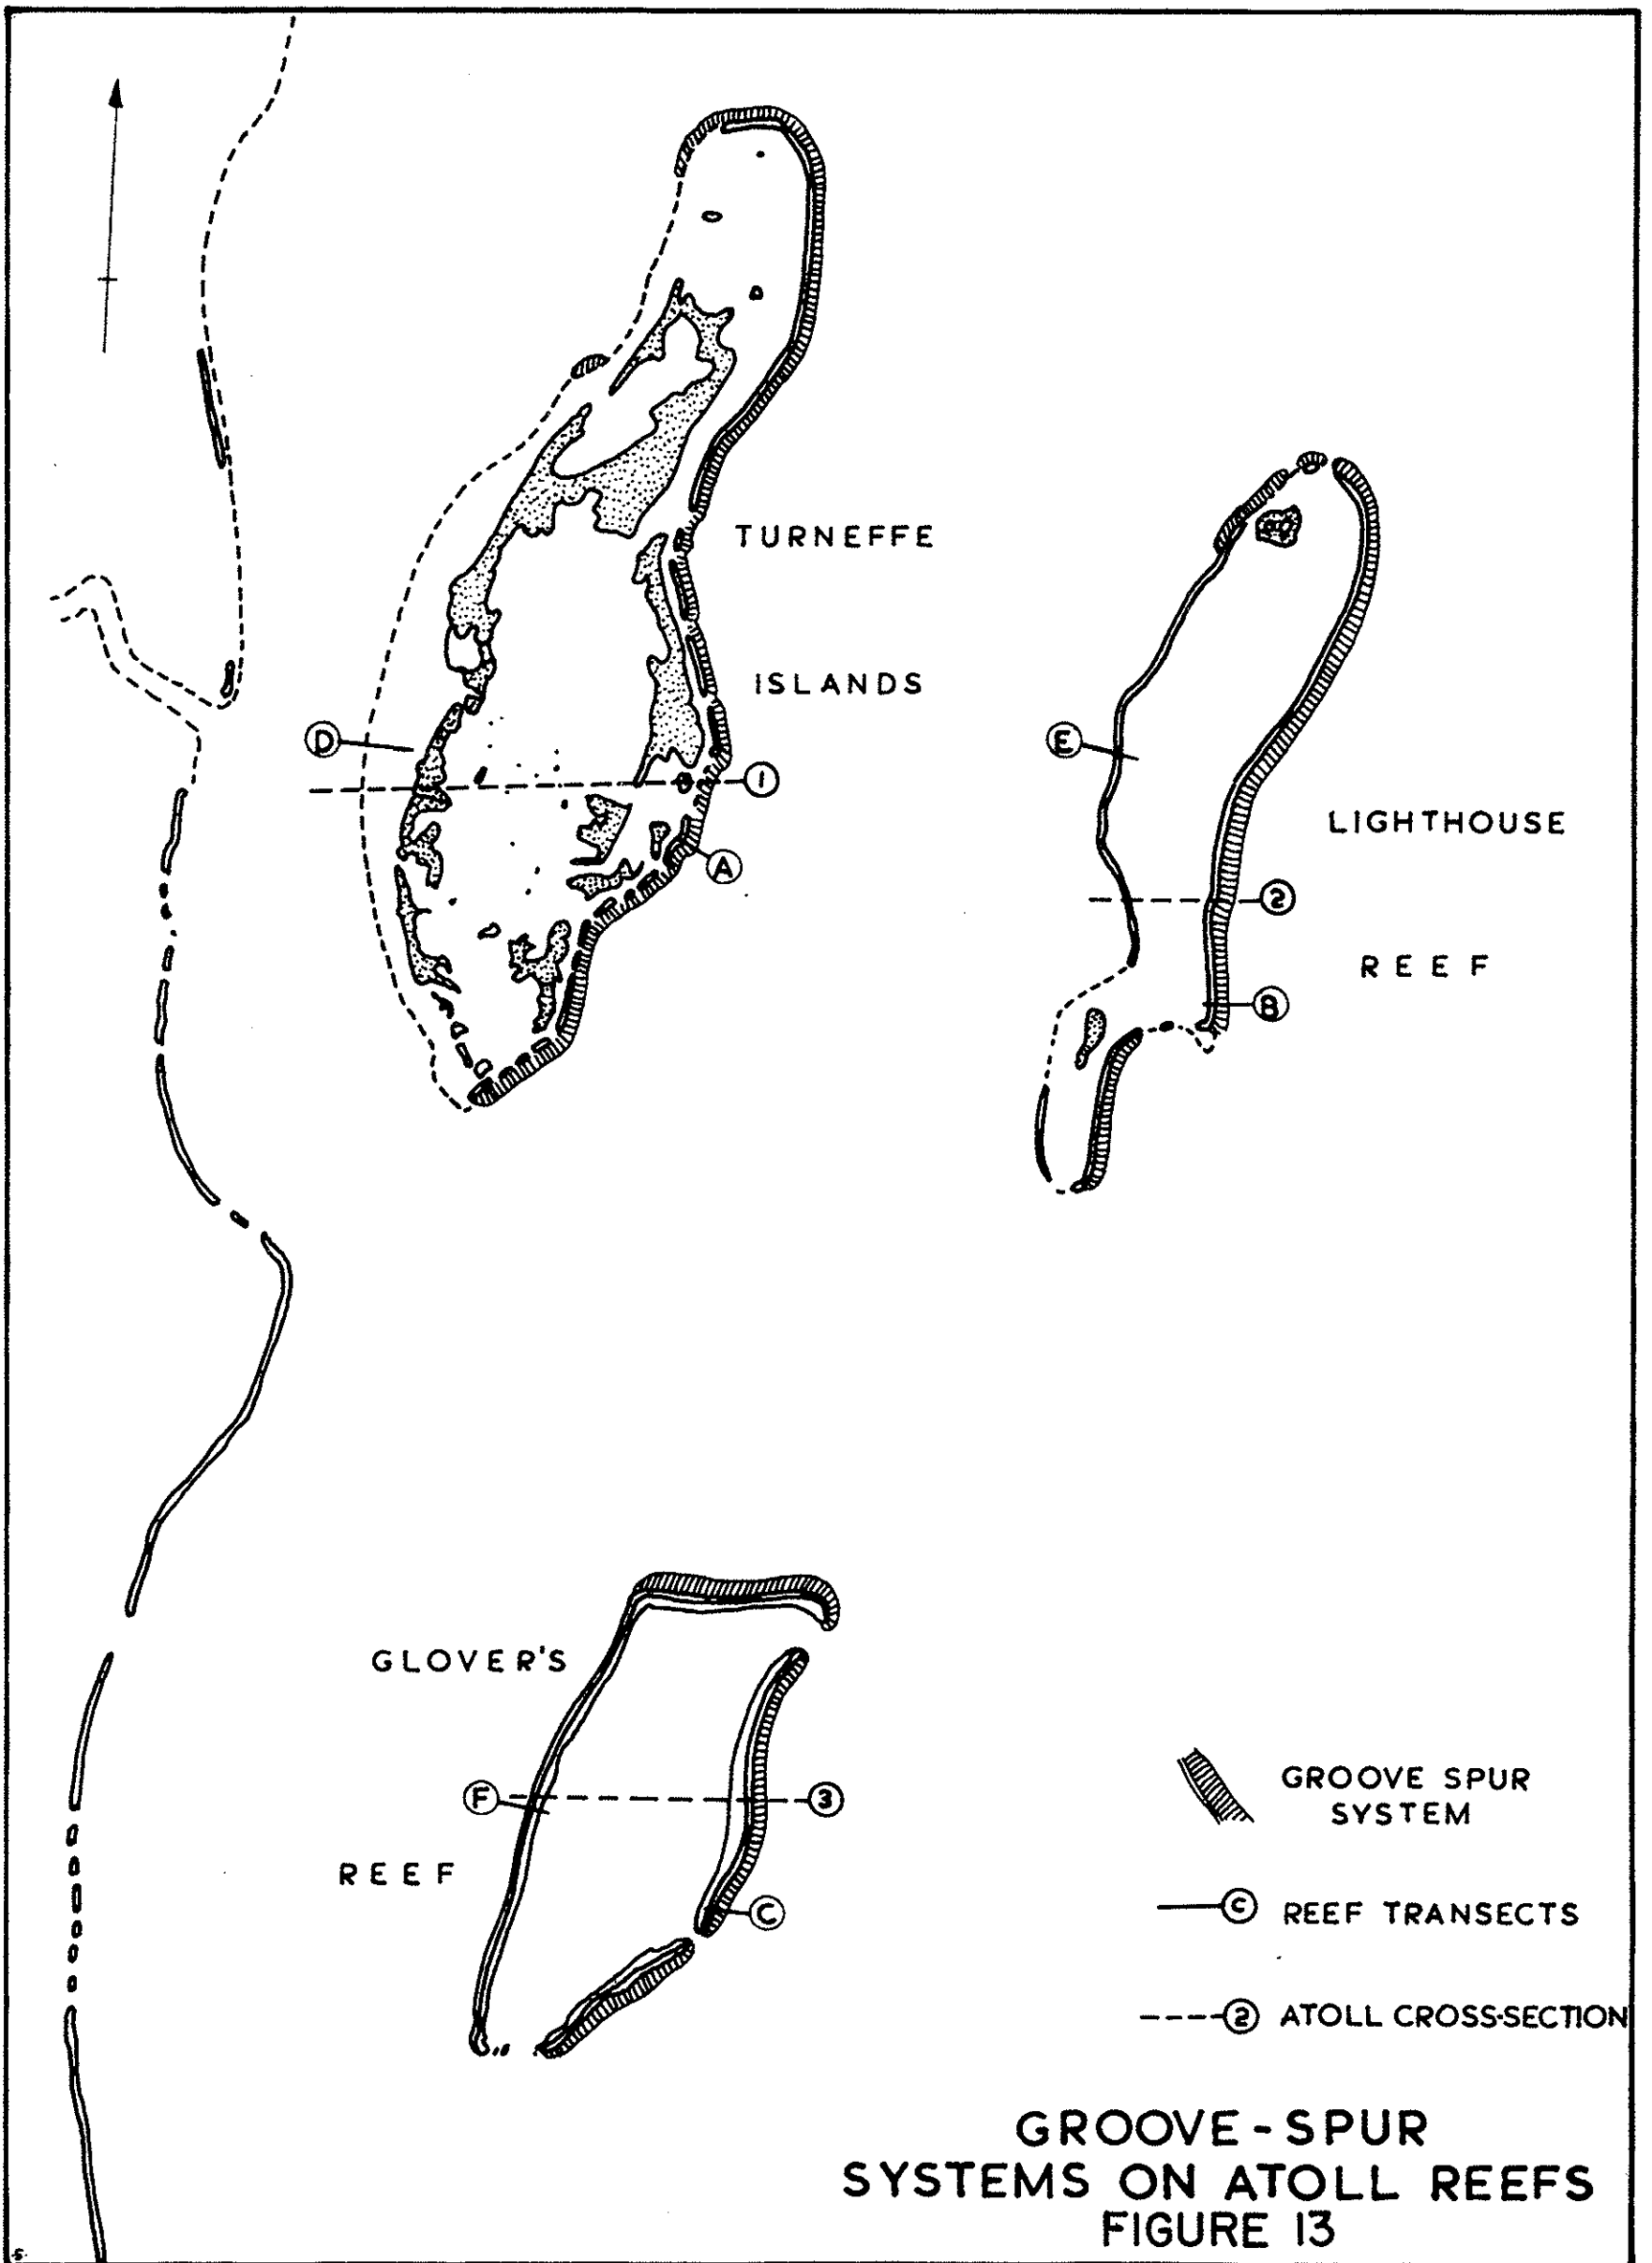 TURNEFFE
ISLANDS
D
1
A
E
LIGHTHOUSE
2
REEF
B
GLOVER'S
F
3
REEF
C
GROOVE SPUR
SYSTEM
C REEF TRANSECTS
2 ATOLL CROSS-SECTION
GROOVE-SPUR
SYSTEMS ON ATOLL REEFS
FIGURE 13